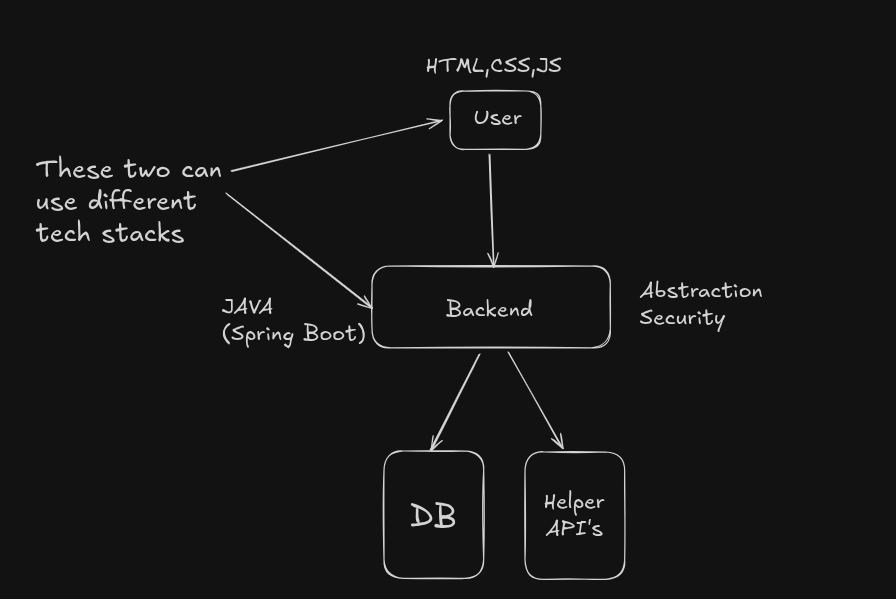 HTML,CSS,JS
User
These two can
use different
tech stacks
JAVA
(Spring Boot)
Backend
Abstraction
Security
DB
Helper
API's